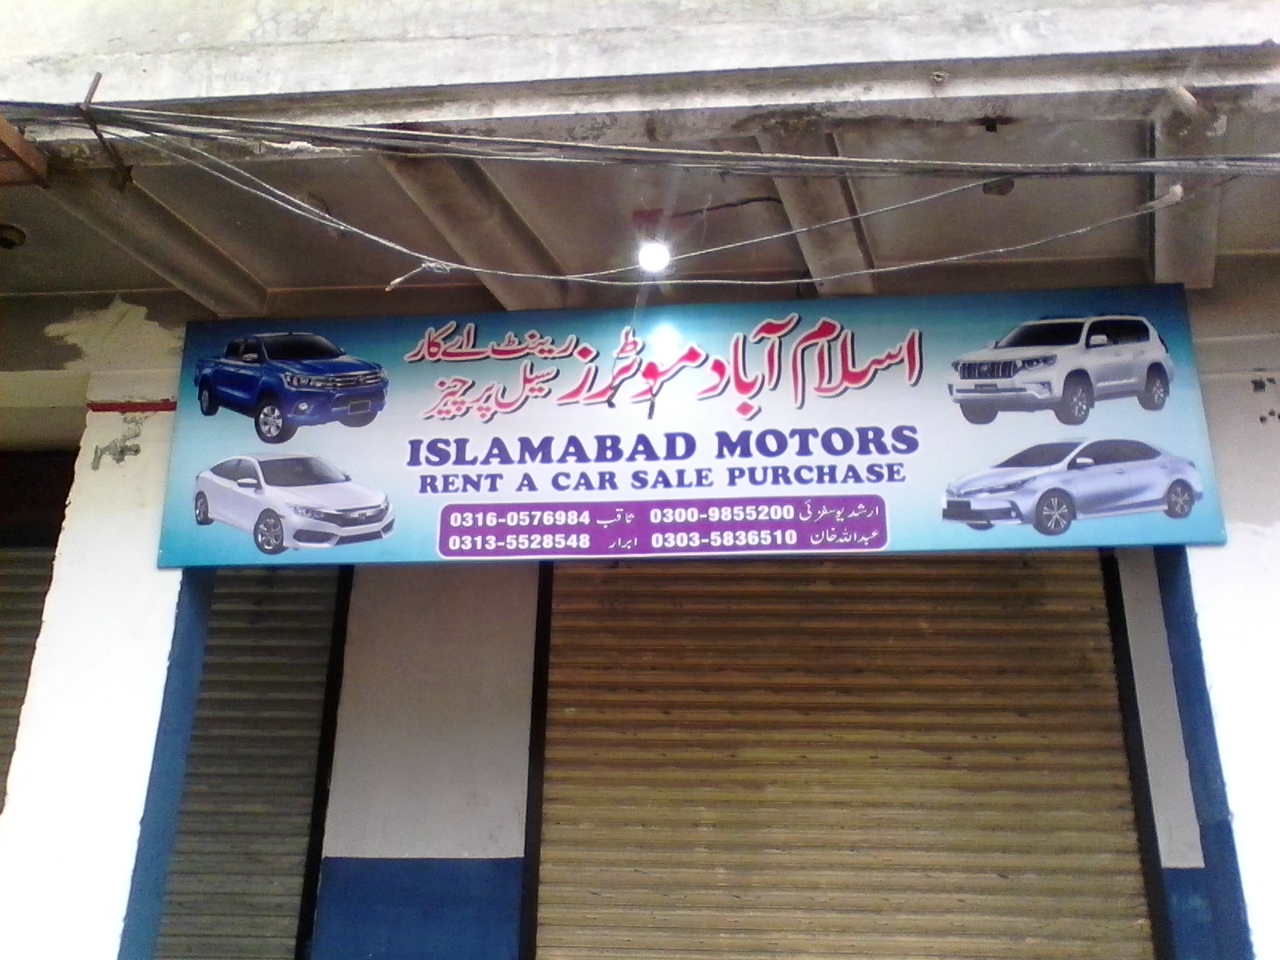 اسلام آباد موٹرز رینٹ اے کار
سیل پرچیز
ISLAMABAD MOTORS
RENT A CAR SALE PURCHASE
ارشد یوسفزئی 0300-9855200 ثاقب 0316-0576984
عبداللہ خان 0303-5836510 ابرار 0313-5528548